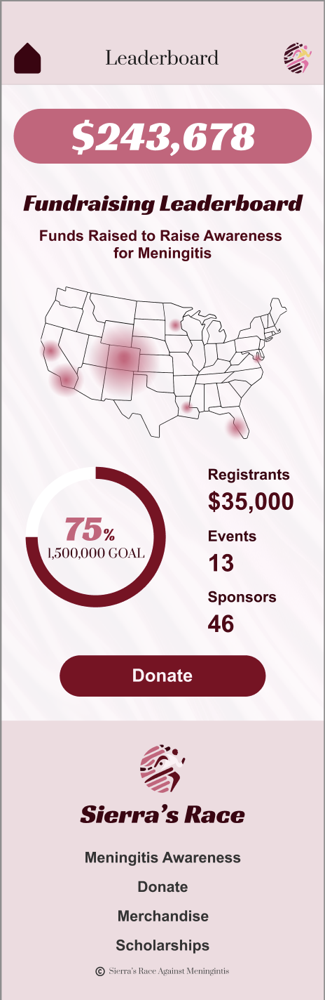 Leaderboard
$243,678
Fundraising Leaderboard
Funds Raised to Raise Awareness
for Meningitis
75%
1,500,000 GOAL
Registrants
$35,000
Events
13
Sponsors
46
Donate
Sierra's Race
Meningitis Awareness
Donate
Merchandise
Scholarships
© Sierra's Race Against Meningintis